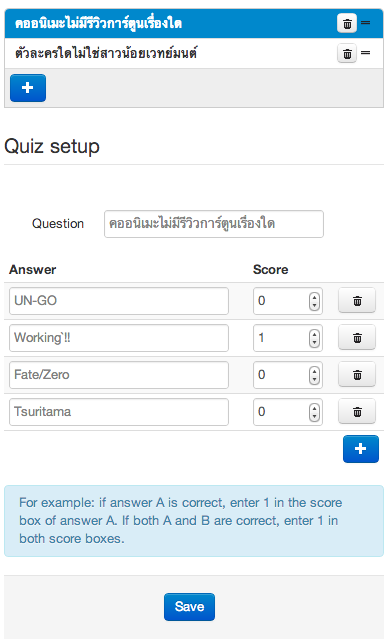 คออนิเมะไม่มีรีวิวการ์ตูนเรื่องใด
ตัวละครใดไม่ใช่สาวน้อยเวทย์มนต์
Quiz setup
Question คออนิเมะไม่มีรีวิวการ์ตูนเรื่องใด
Answer Score
UN-GO 0
Working`!! 1
Fate/Zero 0
Tsuritama 0
For example: if answer A is correct, enter 1 in the score
box of answer A. If both A and B are correct, enter 1 in
both score boxes.
Save